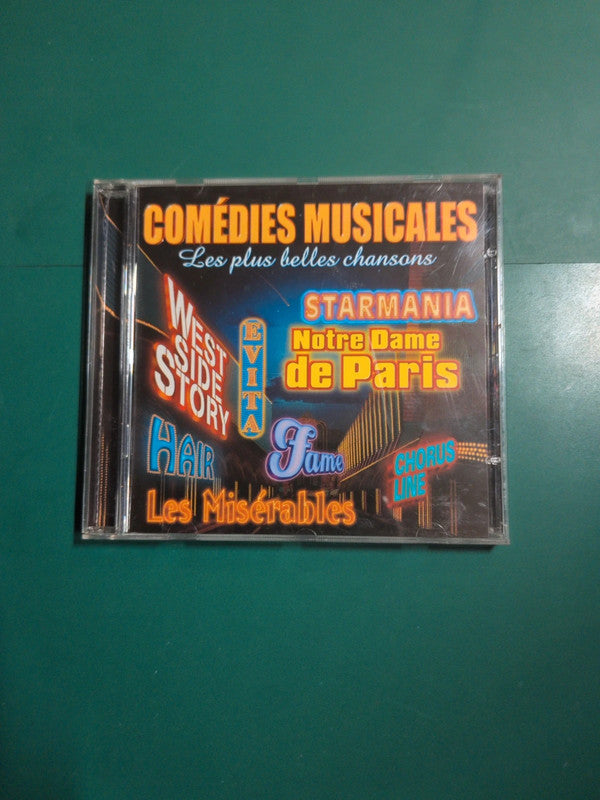 COMÉDIES MUSICALES
Les plus belles chansons
STARMANIA
WEST
SIDE
STORY
EVITA
Notre Dame
de Paris
HAIR
Fame
CHORUS
LINE
Les Misérables